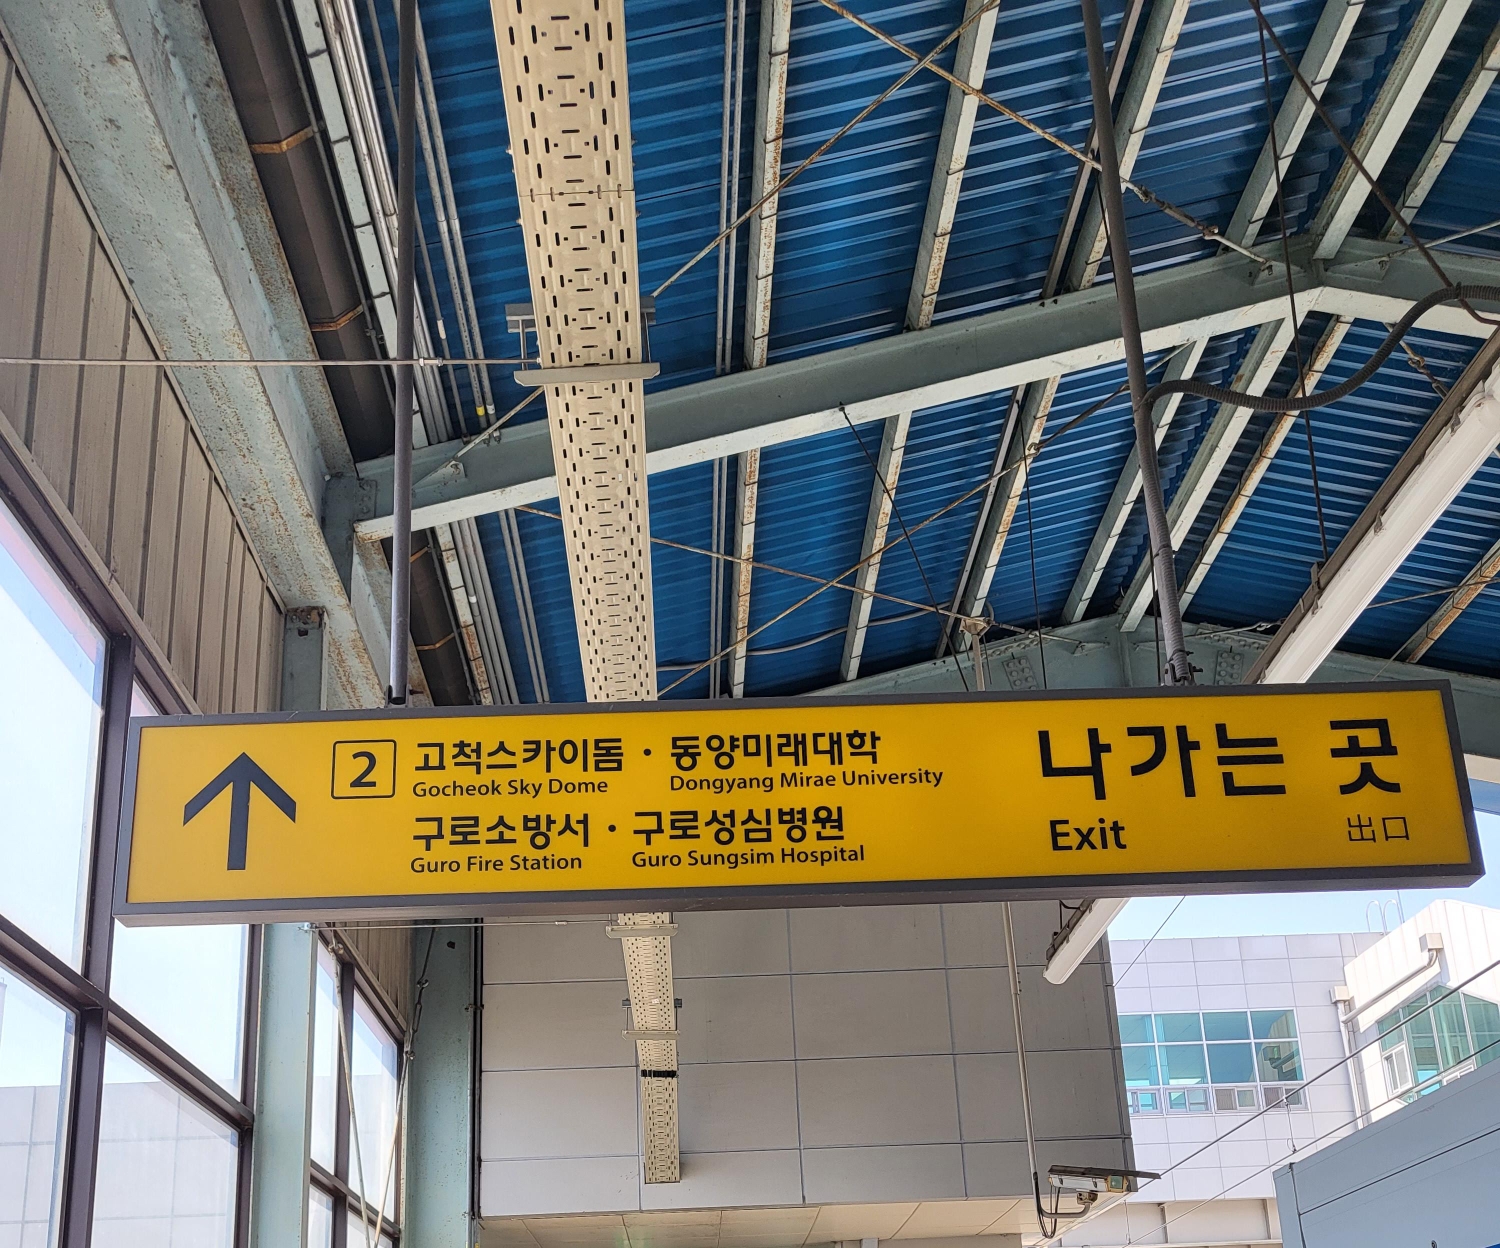 2 고척스카이돔 · 동양미래대학
Gocheok Sky Dome Dongyang Mirae University
구로소방서 · 구로성심병원
Guro Fire Station Guro Sungsim Hospital
나가는 곳
Exit 出口